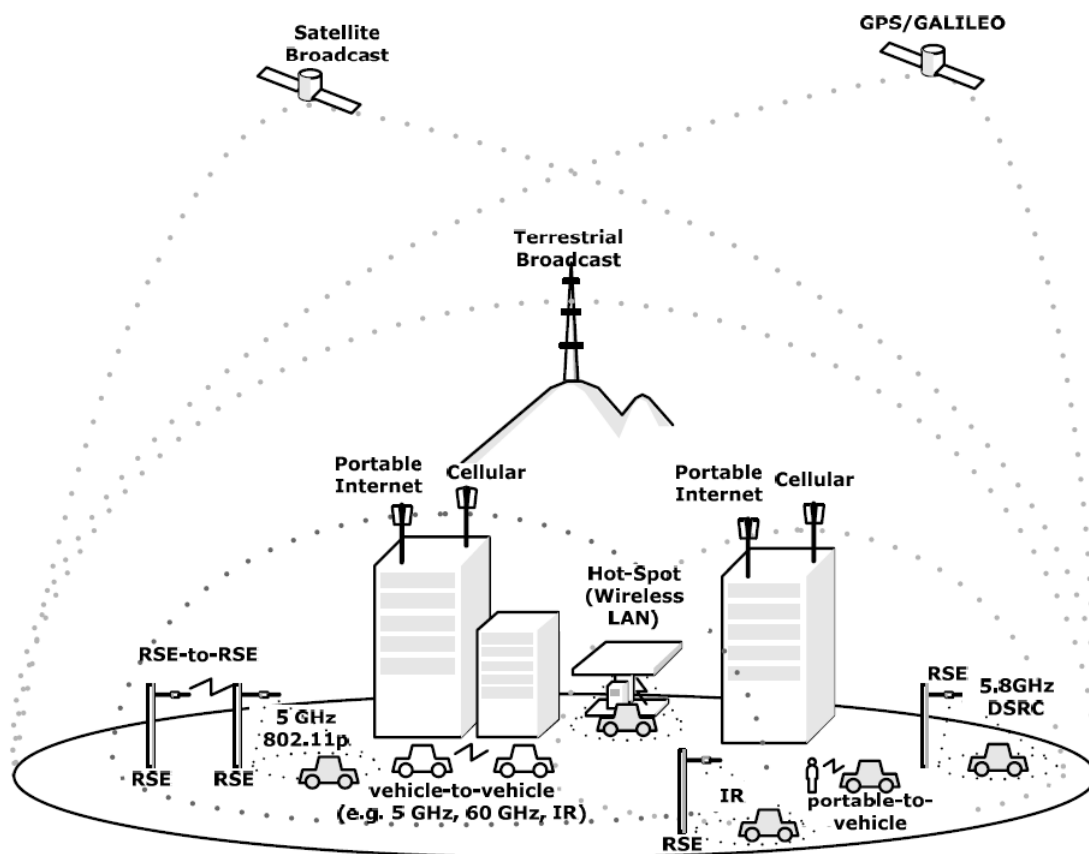 Satellite
Broadcast
GPS/GALILEO
Terrestrial
Broadcast
Portable
Internet
Cellular
Portable
Internet
Cellular
Hot-Spot
(Wireless
LAN)
RSE-to-RSE
RSE
5.8GHz
DSRC
5 GHz
802.11p
RSE
RSE
vehicle-to-vehicle
(e.g. 5 GHz, 60 GHz, IR)
IR
portable-to-
vehicle
RSE